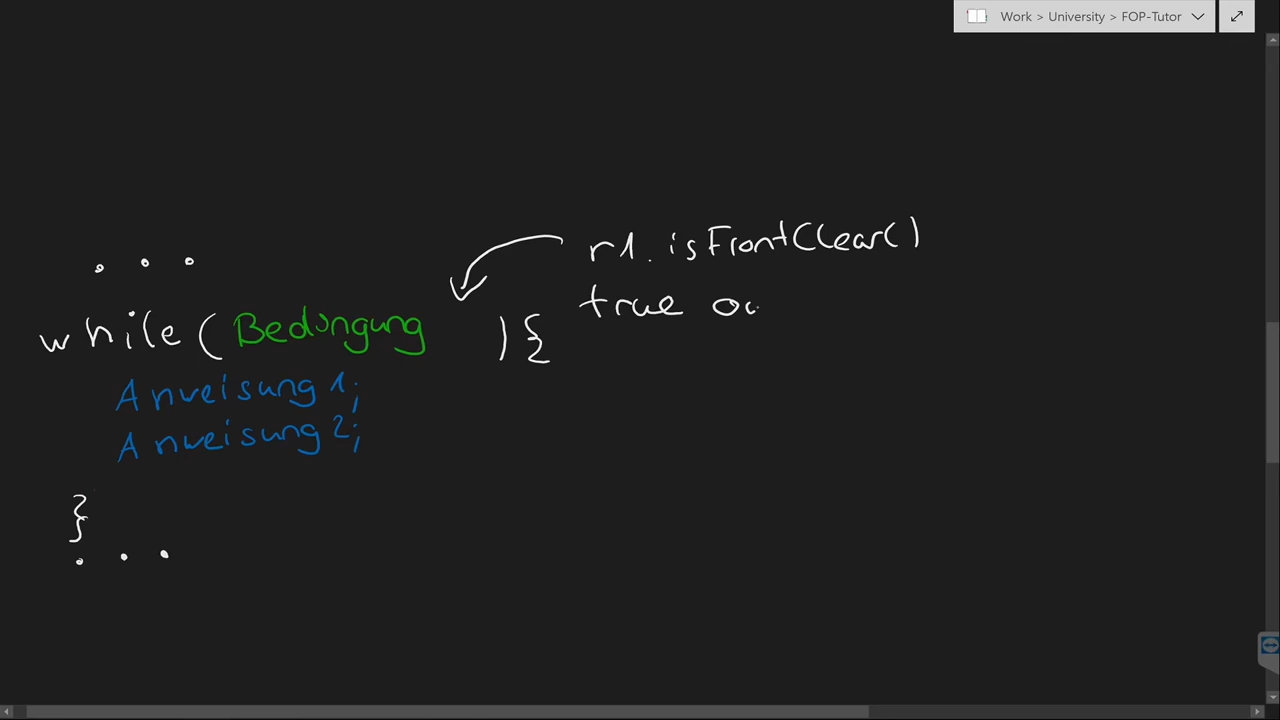 Work > University > FOP-Tutor
...
r1.isFrontClear()
true
while(Bedingung ){
Anweisung 1;
Anweisung 2;
}
...